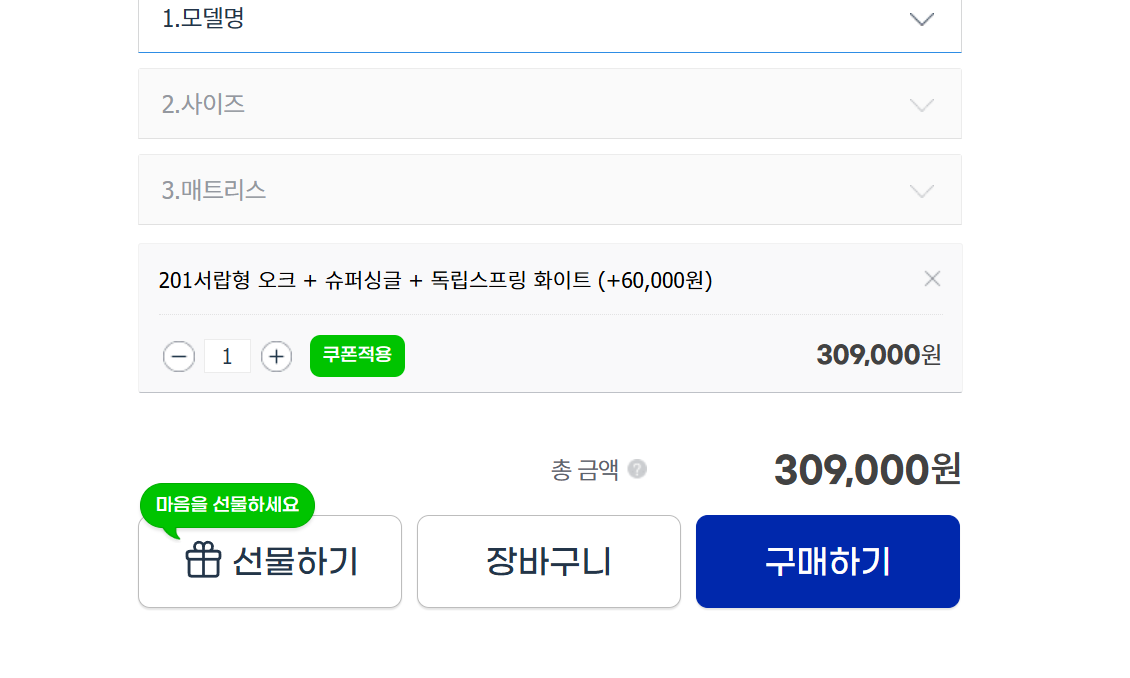 1.모델명
2.사이즈
3.매트리스
201서랍형 오크 + 슈퍼싱글 + 독립스프링 화이트 (+60,000원)
1 쿠폰적용 309,000원
총 금액 ? 309,000원
마음을 선물하세요
선물하기 장바구니 구매하기